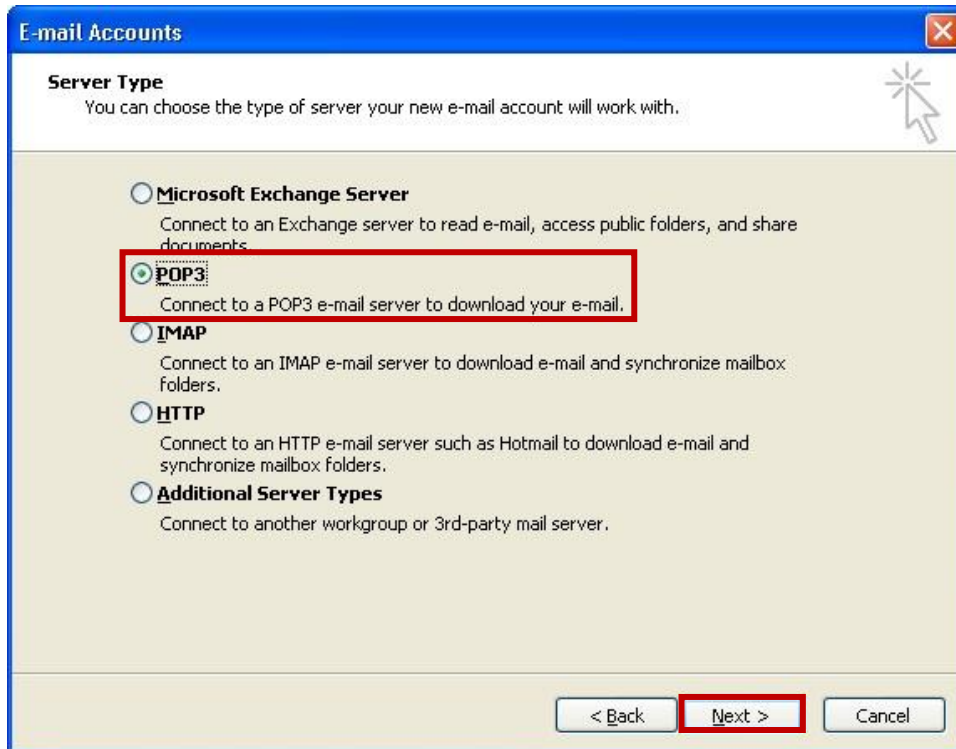 E-mail Accounts
Server Type
You can choose the type of server your new e-mail account will work with.
Microsoft Exchange Server
Connect to an Exchange server to read e-mail, access public folders, and share
documents.
POP3
Connect to a POP3 e-mail server to download your e-mail.
IMAP
Connect to an IMAP e-mail server to download e-mail and synchronize mailbox
folders.
HTTP
Connect to an HTTP e-mail server such as Hotmail to download e-mail and
synchronize mailbox folders.
Additional Server Types
Connect to another workgroup or 3rd-party mail server.
< Back Next > Cancel